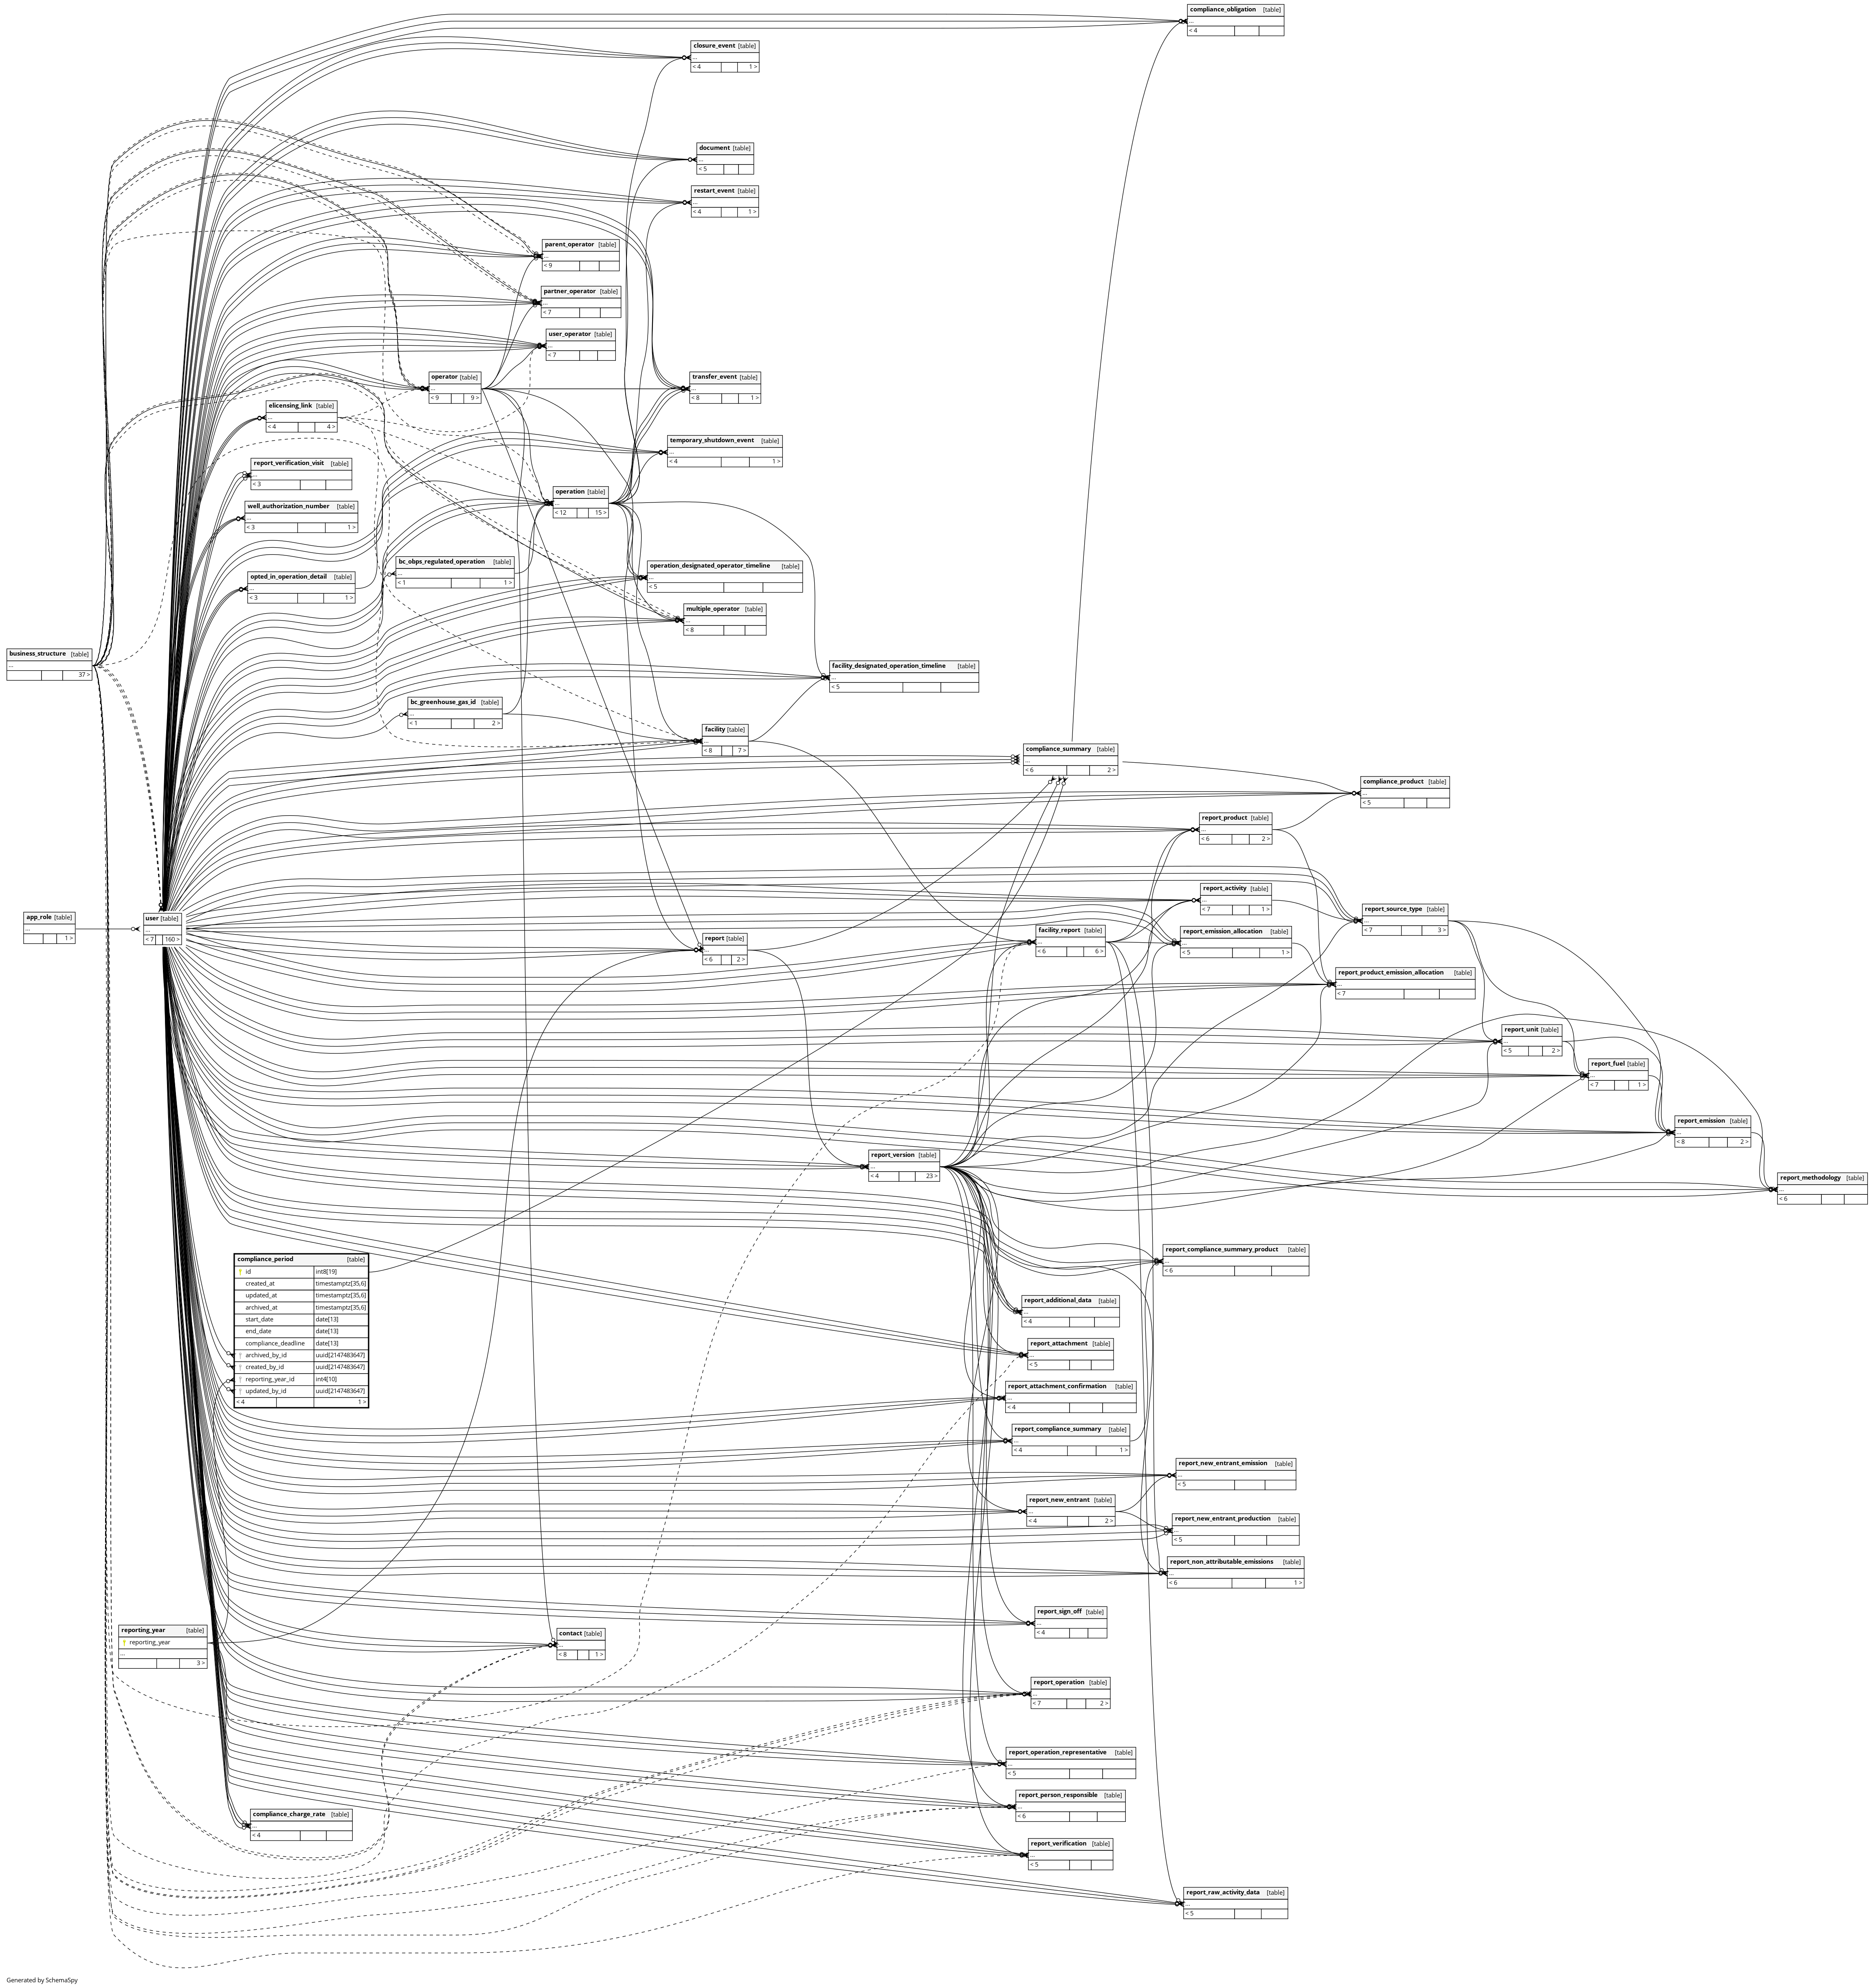 compliance_obligation [table]
...
< 4
closure_event [table]
...
< 4 1 >
document [table]
...
< 5
restart_event [table]
...
< 4 1 >
parent_operator [table]
...
< 9
partner_operator [table]
...
< 7
user_operator [table]
...
< 7
operator [table]
...
< 9 9 >
transfer_event [table]
...
< 8 1 >
elicensing_link [table]
...
< 4 4 >
temporary_shutdown_event [table]
...
< 4 1 >
report_verification_visit [table]
...
< 3
operation [table]
...
< 12 15 >
well_authorization_number [table]
...
< 3 1 >
bc_obps_regulated_operation [table]
...
< 1 1 >
operation_designated_operator_timeline [table]
...
< 5
opted_in_operation_detail [table]
...
< 3 1 >
multiple_operator [table]
...
< 8
business_structure [table]
...
37 >
facility_designated_operation_timeline [table]
...
< 5
bc_greenhouse_gas_id [table]
...
< 1 2 >
facility [table]
...
< 8 7 >
compliance_summary [table]
...
< 6 2 >
compliance_product [table]
...
< 5
report_product [table]
...
< 6 2 >
report_activity [table]
...
< 7 1 >
report_source_type [table]
...
< 7 3 >
app_role [table]
...
1 >
user [table]
...
< 7 160 >
report [table]
...
< 6 2 >
facility_report [table]
...
< 6 6 >
report_emission_allocation [table]
...
< 5 1 >
report_product_emission_allocation [table]
...
< 7
report_unit [table]
...
< 5 2 >
report_fuel [table]
...
< 7 1 >
report_emission [table]
...
< 8 2 >
report_version [table]
...
< 4 23 >
report_methodology [table]
...
< 6
report_compliance_summary_product [table]
...
< 6
compliance_period [table]
id int8[19]
created_at timestamptz[35,6]
updated_at timestamptz[35,6]
archived_at timestamptz[35,6]
start_date date[13]
end_date date[13]
compliance_deadline date[13]
archived_by_id uuid[2147483647]
created_by_id uuid[2147483647]
reporting_year_id int4[10]
updated_by_id uuid[2147483647]
< 4 1 >
report_additional_data [table]
...
< 4
report_attachment [table]
...
< 5
report_attachment_confirmation [table]
...
< 4
report_compliance_summary [table]
...
< 4 1 >
report_new_entrant_emission [table]
...
< 5
report_new_entrant [table]
...
< 4 2 >
report_new_entrant_production [table]
...
< 5
report_non_attributable_emissions [table]
...
< 6 1 >
report_sign_off [table]
...
< 4
reporting_year [table]
reporting_year
...
3 >
contact [table]
...
< 8 1 >
report_operation [table]
...
< 7 2 >
report_operation_representative [table]
...
< 5
report_person_responsible [table]
...
< 6
compliance_charge_rate [table]
...
< 4
report_verification [table]
...
< 5
report_raw_activity_data [table]
...
< 5
Generated by SchemaSpy